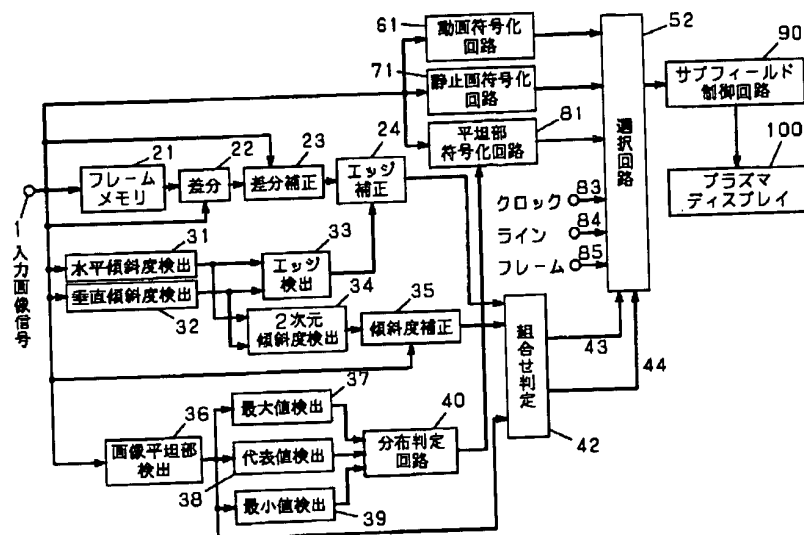 61
動画符号化
回路
52
90
71
静止画符号化
回路
サブフィールド
制御回路
24
81
平坦部
符号化回路
21
22
23
フレーム
メモリ
差分
差分補正
エッジ
補正
選択回路
100
プラズマ
ディスプレイ
クロック
83
ライン
84
フレーム
85
1
入力画像信号
31
水平傾斜度検出
33
エッジ
検出
垂直傾斜度検出
32
34
2次元
傾斜度検出
35
傾斜度補正
組合せ判定
43
44
42
37
最大値検出
36
画像平坦部
検出
40
分布判定
回路
代表値検出
38
最小値検出
39